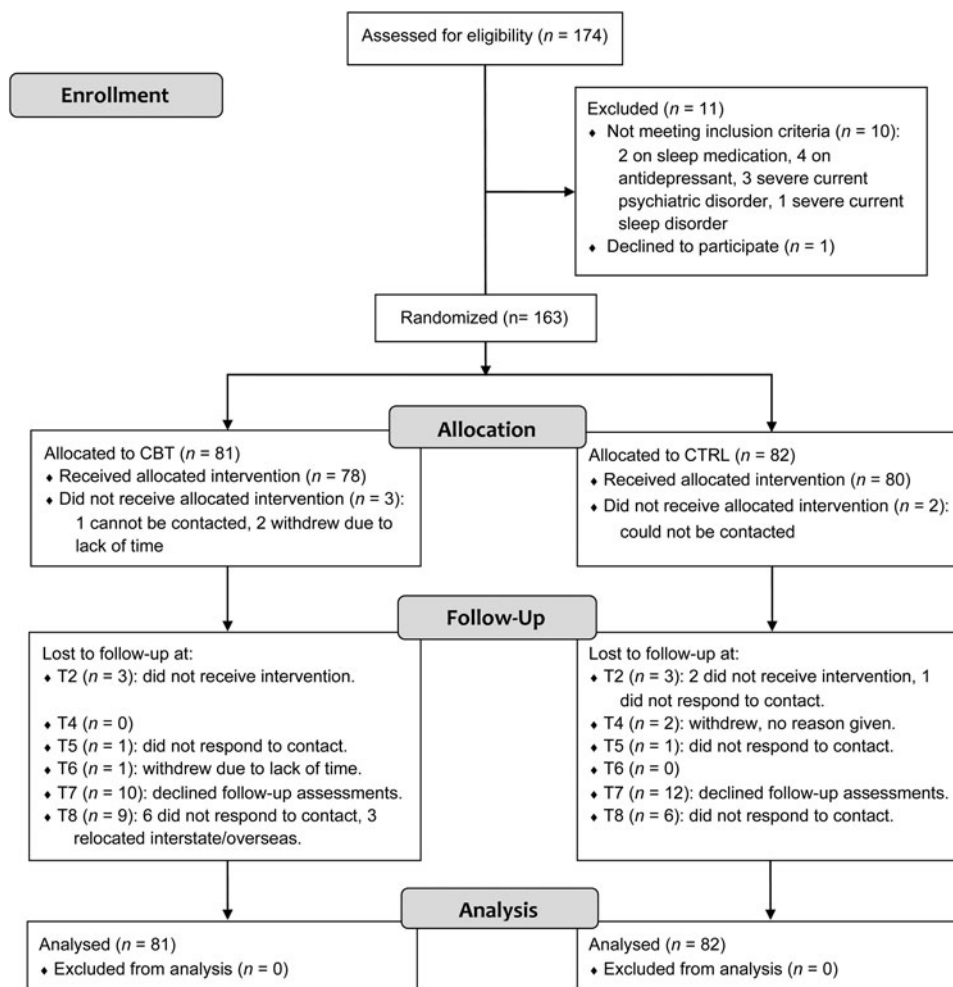 Assessed for eligibility (n = 174)
Enrollment
Excluded (n = 11)
♦ Not meeting inclusion criteria (n = 10):
2 on sleep medication, 4 on
antidepressant, 3 severe current
psychiatric disorder, 1 severe current
sleep disorder
♦ Declined to participate (n = 1)
Randomized (n= 163)
Allocation
Allocated to CBT (n = 81)
♦ Received allocated intervention (n = 78)
♦ Did not receive allocated intervention (n = 3):
1 cannot be contacted, 2 withdrew due to
lack of time
Allocated to CTRL (n = 82)
♦ Received allocated intervention (n = 80)
♦ Did not receive allocated intervention (n = 2):
could not be contacted
Follow-Up
Lost to follow-up at:
♦ T2 (n = 3): did not receive intervention.
♦ T4 (n = 0)
♦ T5 (n = 1): did not respond to contact.
♦ T6 (n = 1): withdrew due to lack of time.
♦ T7 (n = 10): declined follow-up assessments.
♦ T8 (n = 9): 6 did not respond to contact, 3
relocated interstate/overseas.
Lost to follow-up at:
♦ T2 (n = 3): 2 did not receive intervention, 1
did not respond to contact.
♦ T4 (n = 2): withdrew, no reason given.
♦ T5 (n = 1): did not respond to contact.
♦ T6 (n = 0)
♦ T7 (n = 12): declined follow-up assessments.
♦ T8 (n = 6): did not respond to contact.
Analysis
Analysed (n = 81)
♦ Excluded from analysis (n = 0)
Analysed (n = 82)
♦ Excluded from analysis (n = 0)